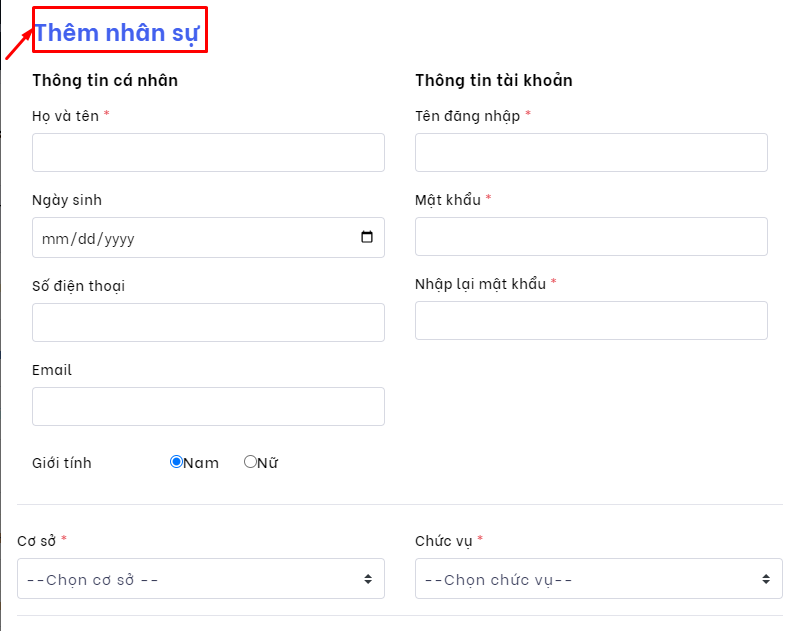 Thêm nhân sự
Thông tin cá nhân
Họ và tên *
Ngày sinh
mm/dd/yyyy
Số điện thoại
Email
Giới tính Nam Nữ
Thông tin tài khoản
Tên đăng nhập *
Mật khẩu *
Nhập lại mật khẩu *
Cơ sở *
--Chọn cơ sở --
Chức vụ *
--Chọn chức vụ--